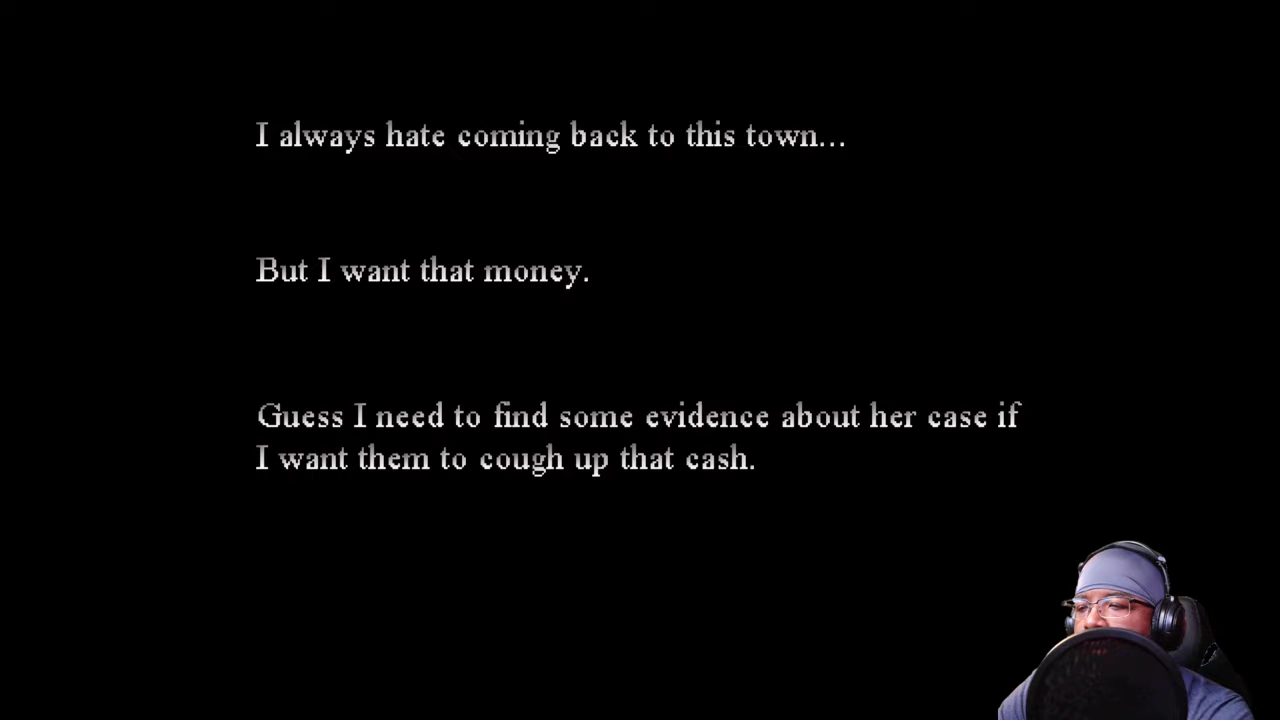 I always hate coming back to this town...
But I want that money.
Guess I need to find some evidence about her case if
I want them to cough up that cash.